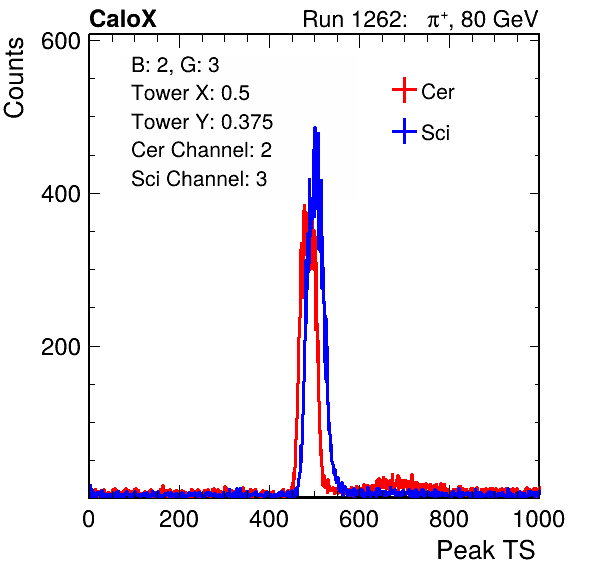 CaloX Run 1262: π+, 80 GeV
Counts
B: 2, G: 3
Tower X: 0.5
Tower Y: 0.375
Cer Channel: 2
Sci Channel: 3
Cer
Sci
600
400
200
0 200 400 600 800 1000
Peak TS